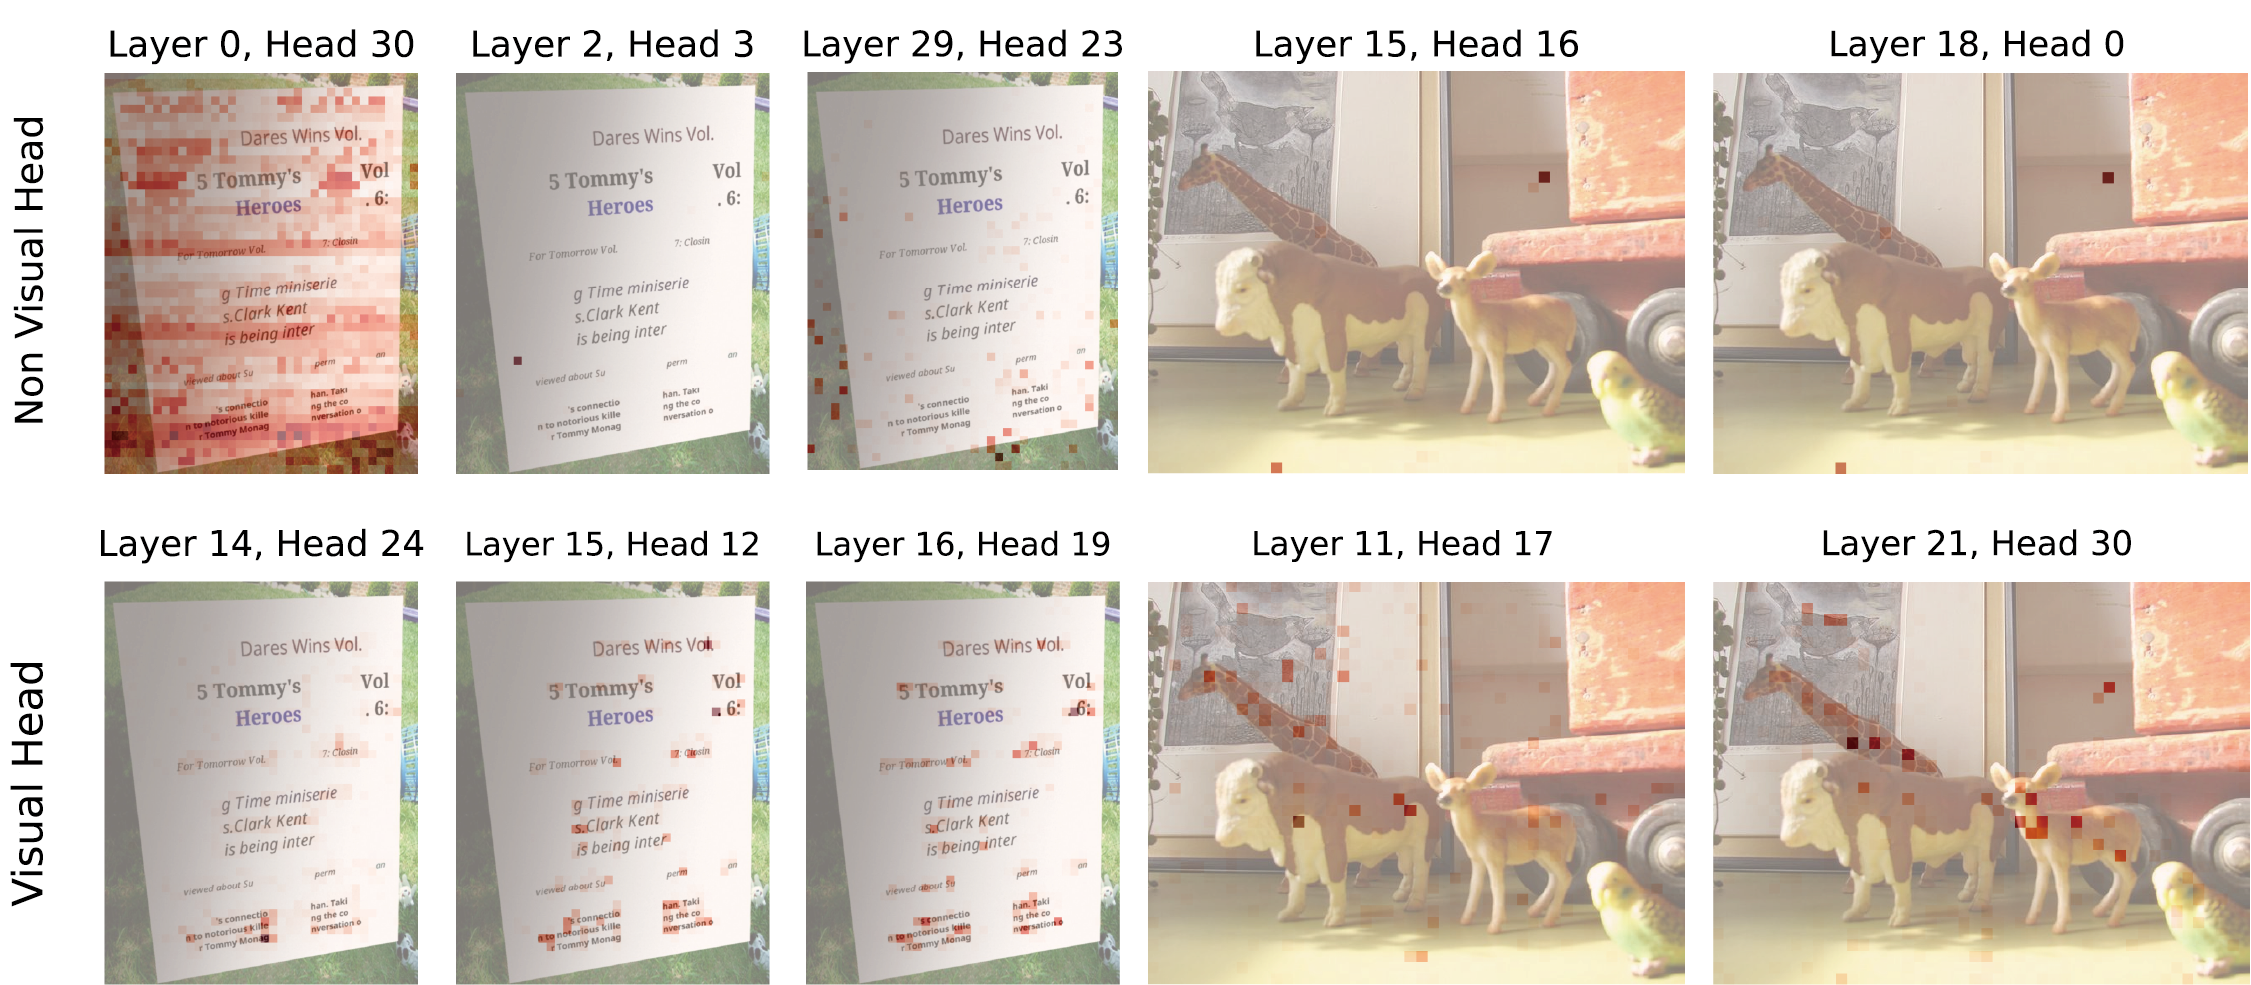 Layer 0, Head 30
Layer 2, Head 3
Layer 29, Head 23
Layer 15, Head 16
Layer 18, Head 0
Non Visual Head
Dares Wins Vol.
5 Tommy's
Heroes
Vol
. 6:
For Tomorrow Vol.
7: Closin
g Time miniserie
s.Clark Kent
is being inter
viewed about Su
perm
an
's connectio
n to notorious kille
r Tommy Monag
han. Taki
ng the co
nversation o
Dares Wins Vol.
5 Tommy's
Heroes
Vol
. 6:
For Tomorrow Vol.
7: Closin
g Time miniserie
s.Clark Kent
is being inter
viewed about Su
perm
an
's connectio
n to notorious kille
r Tommy Monag
han. Taki
ng the co
nversation o
Dares Wins Vol.
5 Tommy's
Heroes
Vol
. 6:
For Tomorrow Vol.
7: Closin
g Time miniserie
s.Clark Kent
is being inter
viewed about Su
perm
an
's connectio
n to notorious kille
r Tommy Monag
han. Taki
ng the co
nversation o
Layer 14, Head 24
Layer 15, Head 12
Layer 16, Head 19
Layer 11, Head 17
Layer 21, Head 30
Visual Head
Dares Wins Vol.
5 Tommy's
Heroes
Vol
. 6:
For Tomorrow Vol.
7: Closin
g Time miniserie
s.Clark Kent
is being inter
viewed about Su
perm
an
's connectio
n to notorious kille
r Tommy Monag
han. Taki
ng the co
nversation o
Dares Wins Vol.
5 Tommy's
Heroes
Vol
. 6:
For Tomorrow Vol.
7: Closin
g Time miniserie
s.Clark Kent
is being inter
viewed about Su
perm
an
's connectio
n to notorious kille
r Tommy Monag
han. Taki
ng the co
nversation o
Dares Wins Vol.
5 Tommy's
Heroes
Vol
. 6:
For Tomorrow Vol.
7: Closin
g Time miniserie
s.Clark Kent
is being inter
viewed about Su
perm
an
's connectio
n to notorious kille
r Tommy Monag
han. Taki
ng the co
nversation o